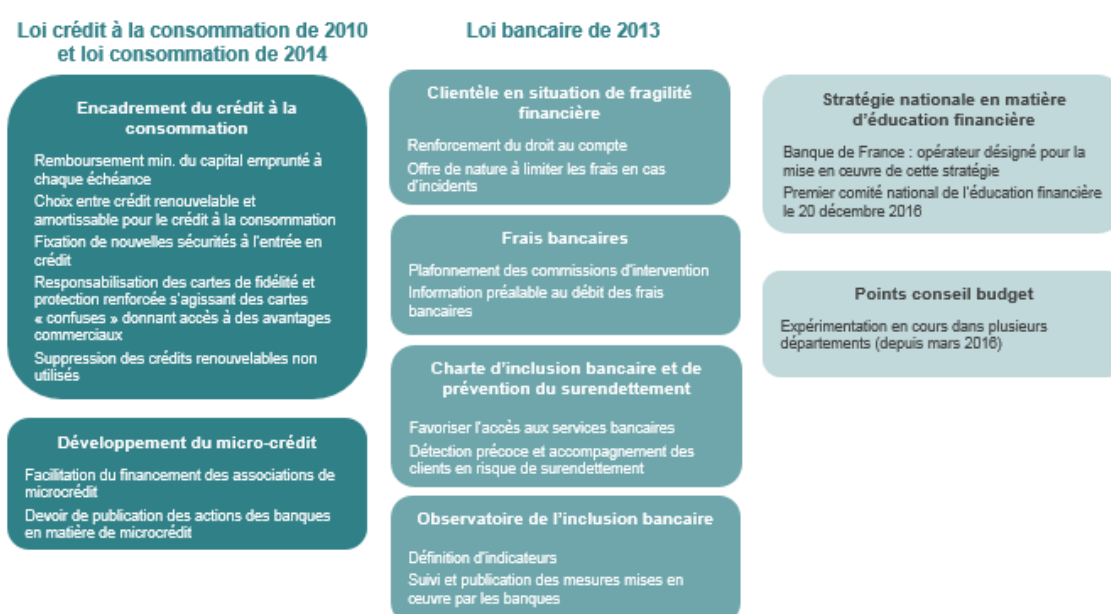 Loi crédit à la consommation de 2010
et loi consommation de 2014
Encadrement du crédit à la
consommation
Remboursement min. du capital emprunté à
chaque échéance
Choix entre crédit renouvelable et
amortissable pour le crédit à la consommation
Fixation de nouvelles sécurités à l'entrée en
crédit
Responsabilisation des cartes de fidélité et
protection renforcée s'agissant des cartes
« confuses » donnant accès à des avantages
commerciaux
Suppression des crédits renouvelables non
utilisés
Développement du micro-crédit
Facilitation du financement des associations de
microcrédit
Devoir de publication des actions des banques
en matière de microcrédit
Loi bancaire de 2013
Clientèle en situation de fragilité
financière
Renforcement du droit au compte
Offre de nature à limiter les frais en cas
d'incidents
Frais bancaires
Plafonnement des commissions d'intervention
Information préalable au débit des frais
bancaires
Charte d'inclusion bancaire et de
prévention du surendettement
Favoriser l'accès aux services bancaires
Détection précoce et accompagnement des
clients en risque de surendettement
Observatoire de l'inclusion bancaire
Définition d'indicateurs
Suivi et publication des mesures mises en
œuvre par les banques
Stratégie nationale en matière
d'éducation financière
Banque de France : opérateur désigné pour la
mise en œuvre de cette stratégie
Premier comité national de l'éducation financière
le 20 décembre 2016
Points conseil budget
Expérimentation en cours dans plusieurs
départements (depuis mars 2016)